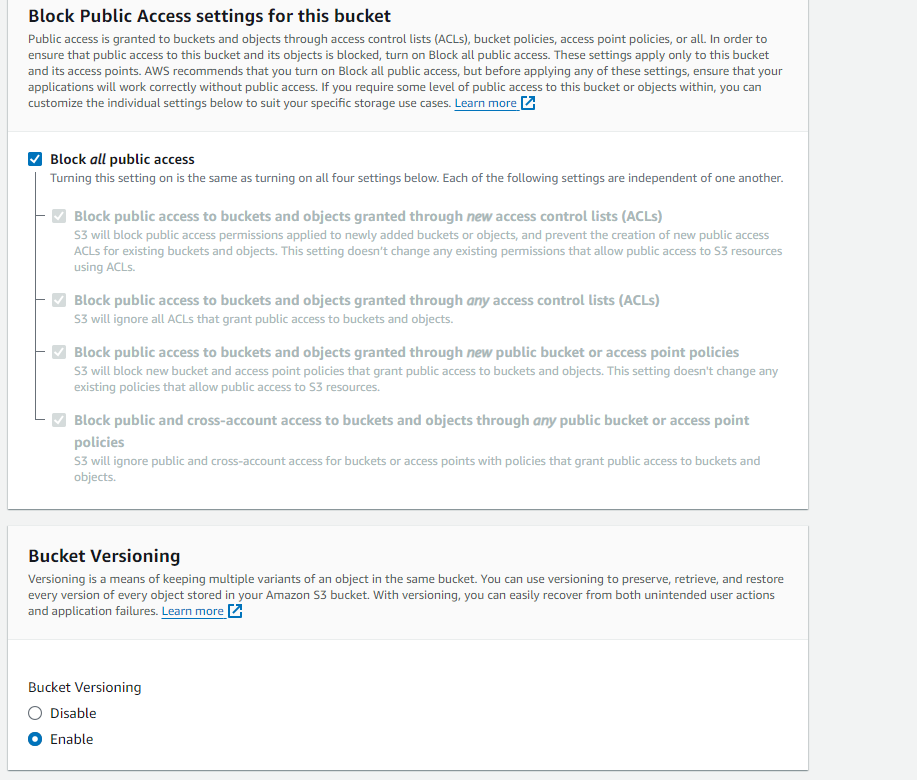 Block Public Access settings for this bucket
Public access is granted to buckets and objects through access control lists (ACLs), bucket policies, access point policies, or all. In order to
ensure that public access to this bucket and its objects is blocked, turn on Block all public access. These settings apply only to this bucket
and its access points. AWS recommends that you turn on Block all public access, but before applying any of these settings, ensure that your
applications will work correctly without public access. If you require some level of public access to this bucket or objects within, you can
customize the individual settings below to suit your specific storage use cases. Learn more
Block all public access
Turning this setting on is the same as turning on all four settings below. Each of the following settings are independent of one another.
Block public access to buckets and objects granted through new access control lists (ACLs)
S3 will block public access permissions applied to newly added buckets or objects, and prevent the creation of new public access
ACLs for existing buckets and objects. This setting doesn't change any existing permissions that allow public access to S3 resources
using ACLs.
Block public access to buckets and objects granted through any access control lists (ACLs)
S3 will ignore all ACLs that grant public access to buckets and objects.
Block public access to buckets and objects granted through new public bucket or access point policies
S3 will block new bucket and access point policies that grant public access to buckets and objects. This setting doesn't change any
existing policies that allow public access to S3 resources.
Block public and cross-account access to buckets and objects through any public bucket or access point
policies
S3 will ignore public and cross-account access for buckets or access points with policies that grant public access to buckets and
objects.
Bucket Versioning
Versioning is a means of keeping multiple variants of an object in the same bucket. You can use versioning to preserve, retrieve, and restore
every version of every object stored in your Amazon S3 bucket. With versioning, you can easily recover from both unintended user actions
and application failures. Learn more
Bucket Versioning
Disable
Enable